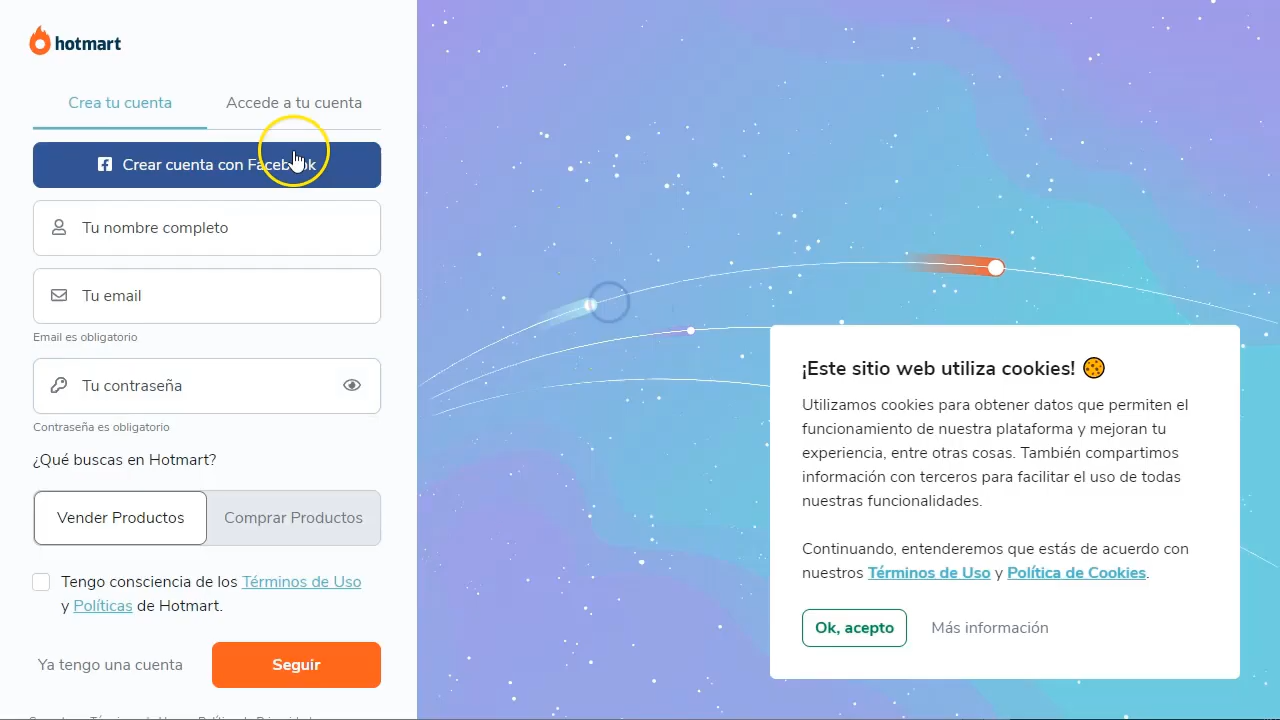 hotmart
Crea tu cuenta
Accede a tu cuenta
Crear cuenta con Facebook
Tu nombre completo
Tu email
Email es obligatorio
Tu contraseña
Contraseña es obligatorio
¿Qué buscas en Hotmart?
Vender Productos
Comprar Productos
Tengo consciencia de los Términos de Uso
y Políticas de Hotmart.
Ya tengo una cuenta
Seguir
¡Este sitio web utiliza cookies!
Utilizamos cookies para obtener datos que permiten el
funcionamiento de nuestra plataforma y mejoran tu
experiencia, entre otras cosas. También compartimos
información con terceros para facilitar el uso de todas
nuestras funcionalidades.
Continuando, entenderemos que estás de acuerdo con
nuestros Términos de Uso y Política de Cookies.
Ok, acepto
Más información